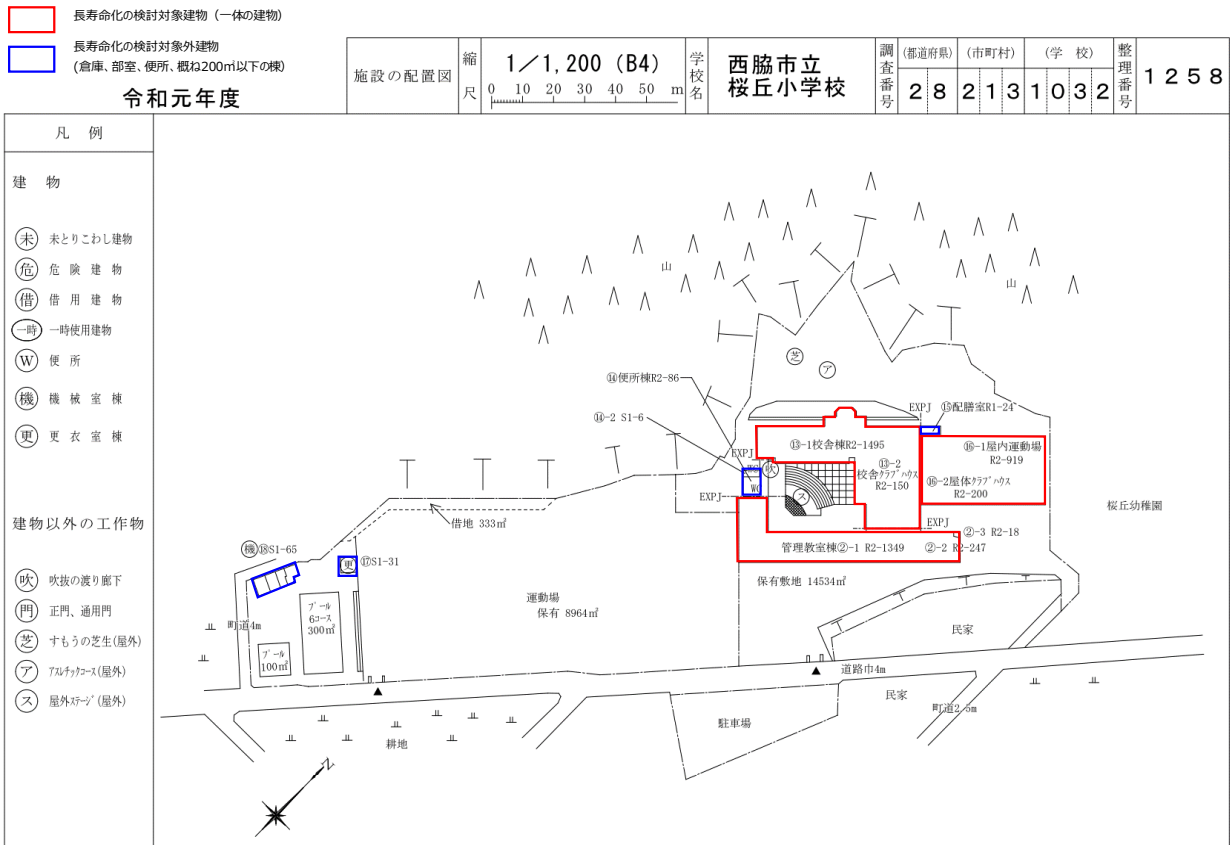 長寿命化の検討対象建物（一体の建物）
長寿命化の検討対象外建物
(倉庫、部室、便所、概ね200㎡以下の棟)
令和元年度
施設の配置図
縮尺
1／1,200（B4）
0 10 20 30 40 50 m
学校名
西脇市立
桜丘小学校
調査番号
(都道府県) (市町村) (学 校)
2 8 2 1 3 1 0 3 2
整理番号
1 2 5 8
凡 例
建 物
未 未とりこわし建物
危 危 険 建 物
借 借 用 建 物
一時 一時使用建物
W 便 所
機 機 械 室 棟
更 更 衣 室 棟
建物以外の工作物
吹 吹抜の渡り廊下
門 正門、通用門
芝 すもうの芝生(屋外)
ア ｱｽﾚﾁｯｸｺｰｽ(屋外)
ス 屋外ｽﾃｰｼﾞ(屋外)
山
山
芝
ア
⑭便所棟R2-86
⑭-2 S1-6
EXPJ
⑮配膳室R1-24
⑬-1校舎棟R2-1495
⑯-1屋内運動場
R2-919
EXPJ
WC
吹
⑬-2
校舎ｸﾗﾌﾞﾊｳｽ
R2-150
⑯-2屋体ｸﾗﾌﾞﾊｳｽ
R2-200
WC
ス
EXPJ
桜丘幼稚園
借地 333㎡
EXPJ
②-3 R2-18
管理教室棟②-1 R2-1349
②-2 R2-247
機⑱S1-65
更⑰S1-31
保有敷地 14534㎡
運動場
保有 8964㎡
ﾌﾟｰﾙ
6ｺｰｽ
300㎡
町道4m
民家
ﾌﾟｰﾙ
100㎡
道路巾4m
民家
町道2.5m
駐車場
耕地
N